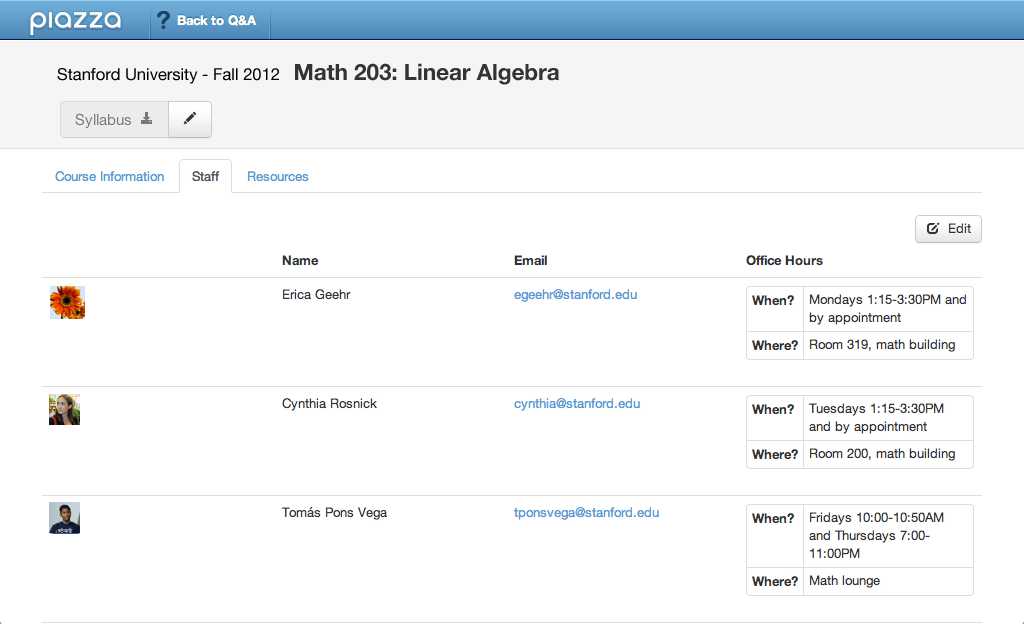 piazza ? Back to Q&A
Stanford University - Fall 2012 Math 203: Linear Algebra
Syllabus
Course Information Staff Resources
Edit
Name Email Office Hours
Erica Geehr egeehr@stanford.edu When? Mondays 1:15-3:30PM and
by appointment
Where? Room 319, math building
Cynthia Rosnick cynthia@stanford.edu When? Tuesdays 1:15-3:30PM
and by appointment
Where? Room 200, math building
Tomás Pons Vega tponsvega@stanford.edu When? Fridays 10:00-10:50AM
and Thursdays 7:00-
11:00PM
Where? Math lounge